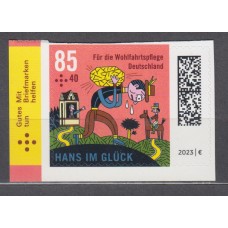 Gutes Mit
Briefmarken
tun helfen
85
+40
Für die Wohlfahrtspflege
Deutschland
HANS IM GLÜCK
2023 | €